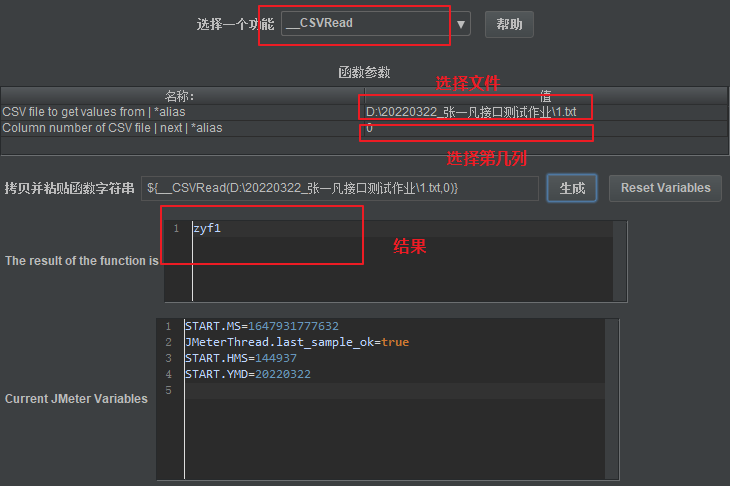 选择一个功能 __CSVRead ▼ 帮助
函数参数
选择文件
名称: 值
CSV file to get values from | *alias D:\20220322_张一凡接口测试作业\1.txt
Column number of CSV file | next | *alias 0
选择第几列
拷贝并粘贴函数字符串 ${__CSVRead(D:\20220322_张一凡接口测试作业\1.txt,0)} 生成 Reset Variables
1 zyf1
结果
The result of the function is
1 START.MS=1647931777632
2 JMeterThread.last_sample_ok=true
3 START.HMS=144937
4 START.YMD=20220322
5
Current JMeter Variables